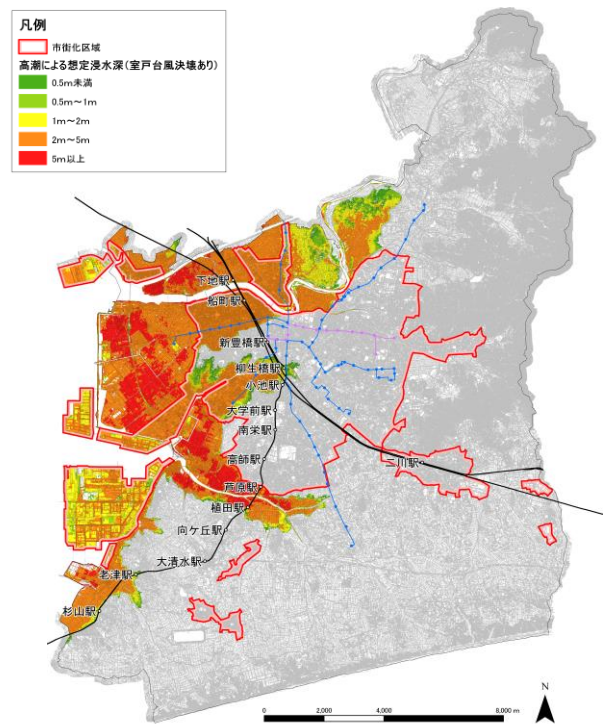 凡例
市街化区域
高潮による想定浸水深(室戸台風決壊あり)
0.5m未満
0.5m~1m
1m~2m
2m~5m
5m以上
下地駅
船町駅
新豊橋駅
柳生橋駅
小池駅
大学前駅
南栄駅
高師駅
二川駅
芦原駅
植田駅
向ケ丘駅
大清水駅
老津駅
杉山駅
N
0 2,000 4,000 8,000 m